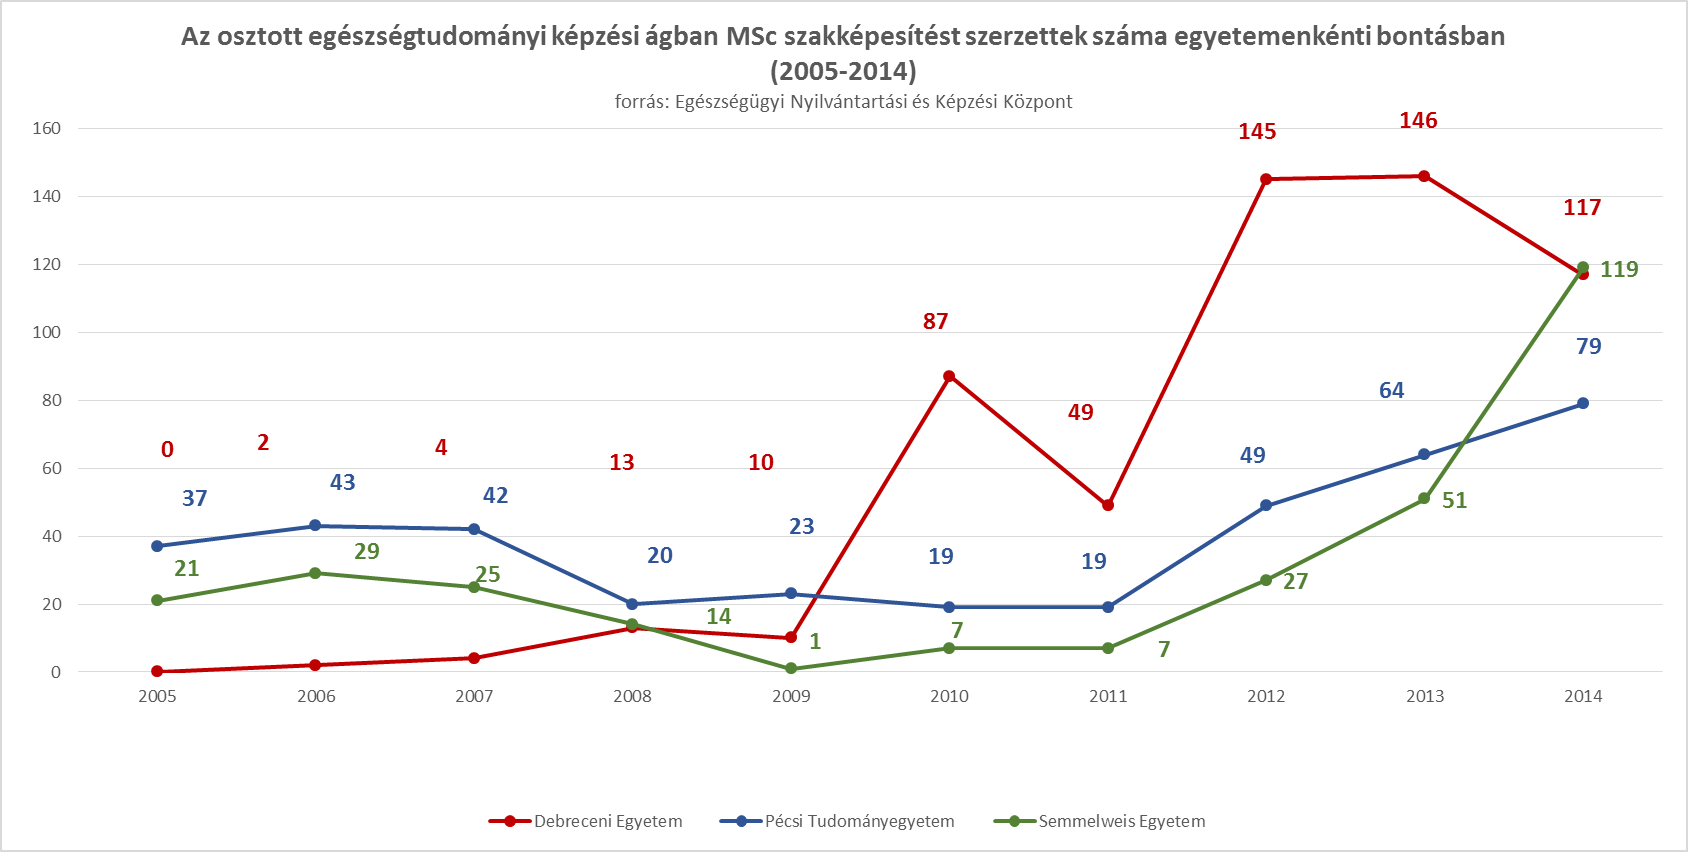 Az osztott egészségtudományi képzési ágban MSc szakképesítést szerzettek száma egyetemenkénti bontásban
(2005-2014)
forrás: Egészségügyi Nyilvántartási és Képzési Központ
160
140
120
100
80
60
40
20
0
0 2 4 13 10 87 49 145 146 117
37 43 42 20 23 19 19 49 64 79
21 29 25 14 1 7 7 27 51 119
2005 2006 2007 2008 2009 2010 2011 2012 2013 2014
Debreceni Egyetem Pécsi Tudományegyetem Semmelweis Egyetem